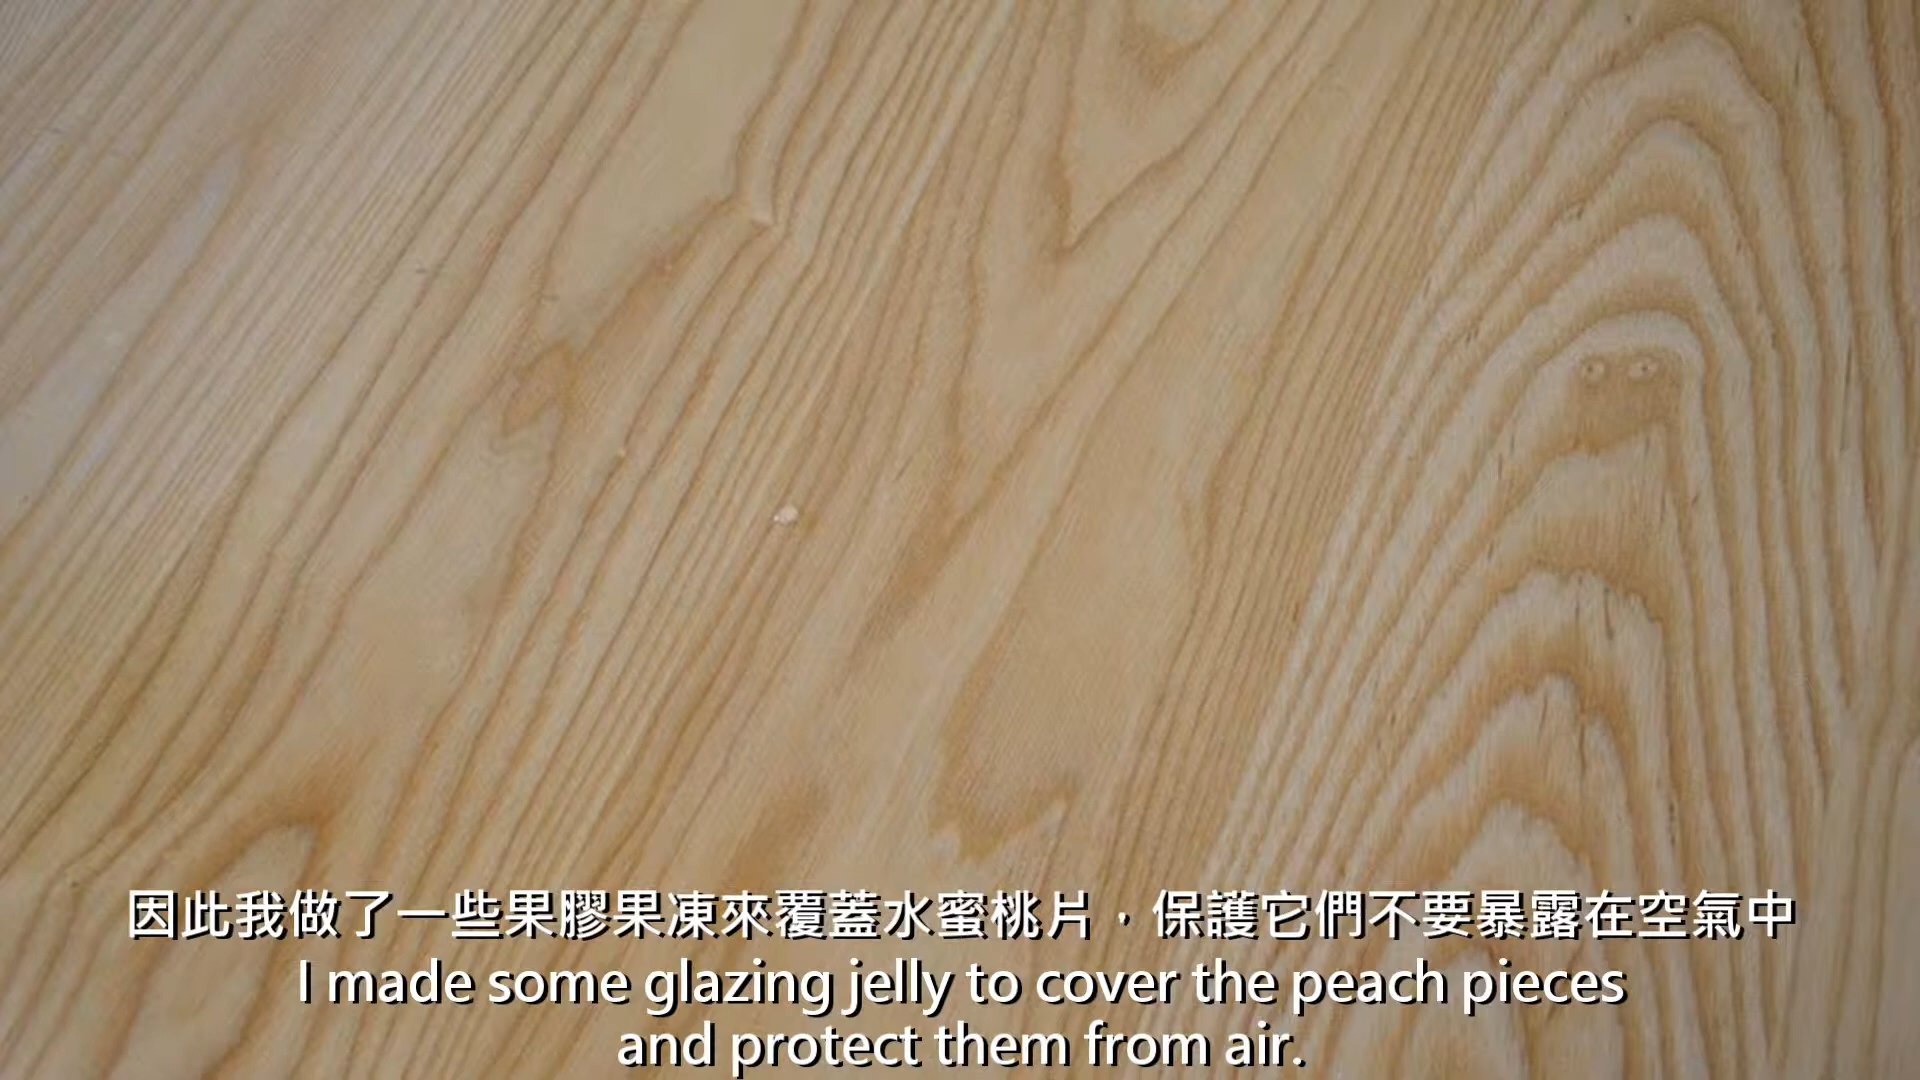 因此我做了一些果膠果凍來覆蓋水蜜桃片，保護它們不要暴露在空氣中
I made some glazing jelly to cover the peach pieces
and protect them from air.